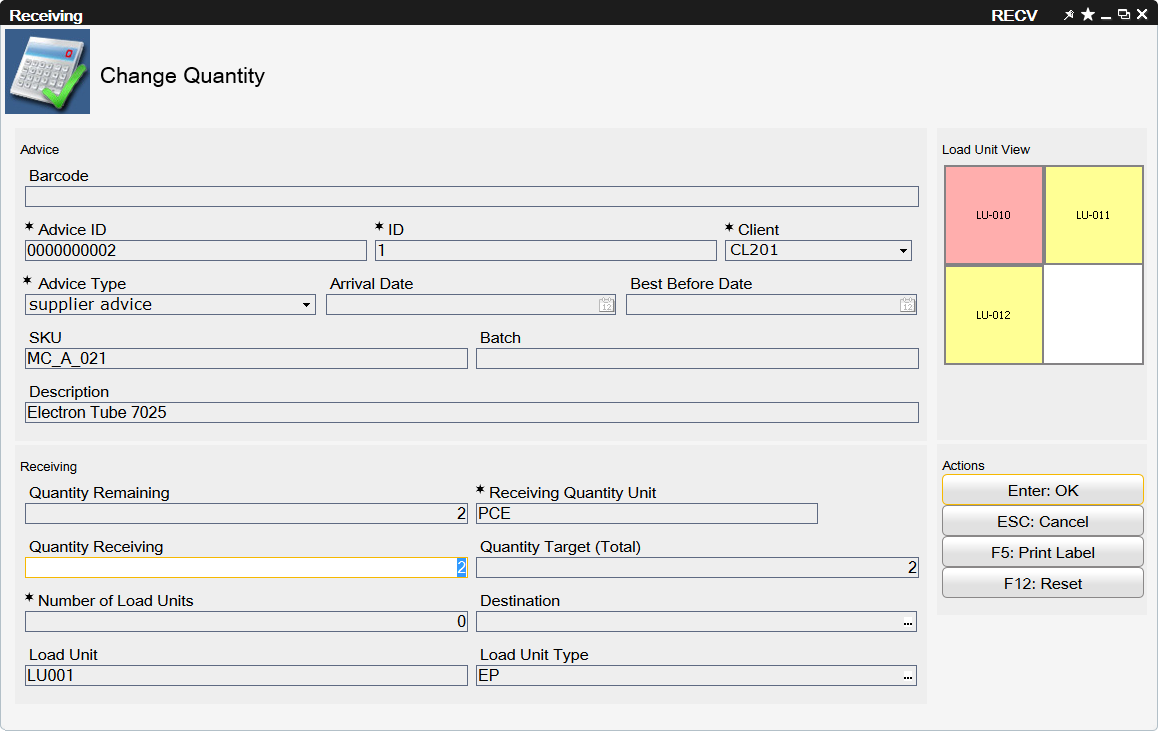 Receiving
RECV
Change Quantity
Advice
Barcode
* Advice ID
* ID
* Client
0000000002
1
CL201
* Advice Type
Arrival Date
Best Before Date
supplier advice
12
12
SKU
Batch
MC_A_021
Description
Electron Tube 7025
Load Unit View
LU-010
LU-011
LU-012
Receiving
Quantity Remaining
* Receiving Quantity Unit
2
PCE
Quantity Receiving
Quantity Target (Total)
2
2
* Number of Load Units
Destination
0
...
Load Unit
Load Unit Type
LU001
EP
...
Actions
Enter: OK
ESC: Cancel
F5: Print Label
F12: Reset